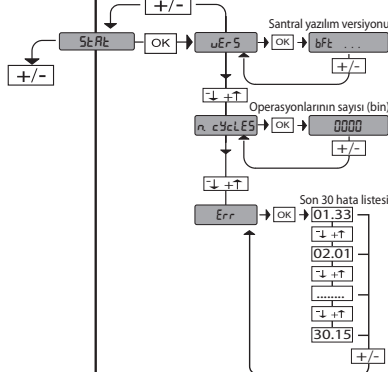 +/-
Santral yazılım versiyonu
StAt OK vErS OK bFt ...
+/- +/-
-↓ +↑
Operasyonlarının sayısı (bin)
n. cYcLES OK 0000
+/-
-↓ +↑
Son 30 hata listesi
Err OK 01.33
-↓ +↑
02.01
-↓ +↑
........
-↓ +↑
30.15
+/-